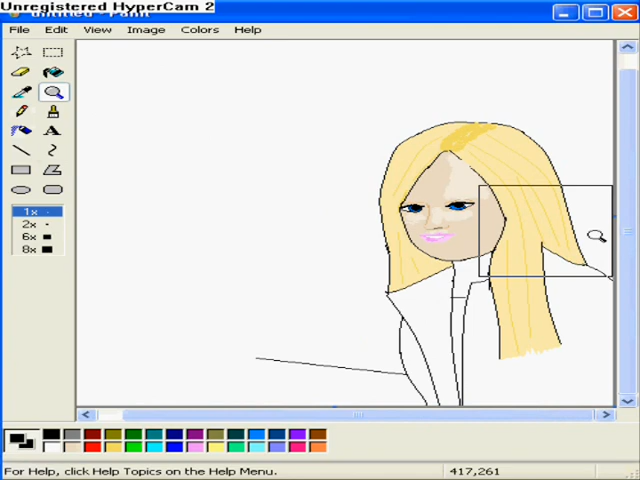 Unregistered HyperCam 2
File Edit View Image Colors Help
A
1x
2x
6x
8x
For Help, click Help Topics on the Help Menu.
417,261